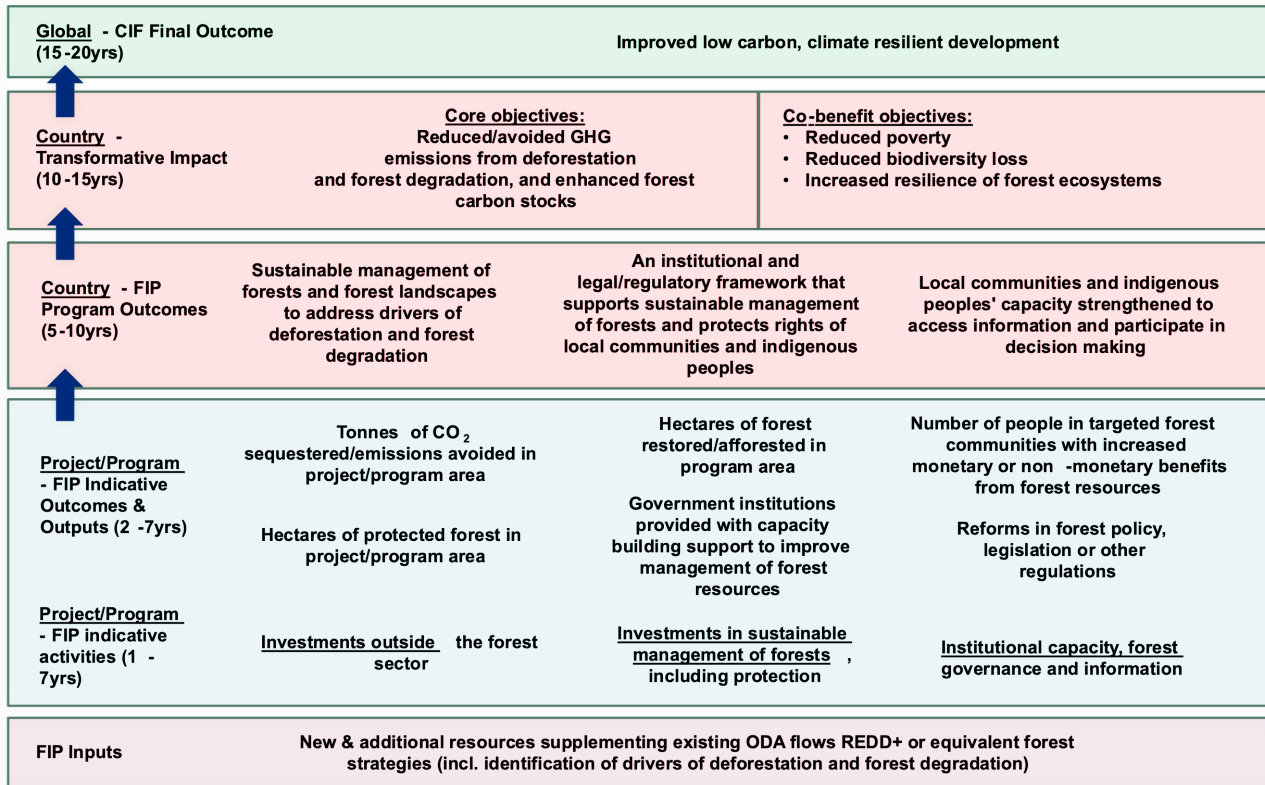 Global - CIF Final Outcome
(15-20yrs)
Improved low carbon, climate resilient development
Country -
Transformative Impact
(10-15yrs)
Core objectives:
Reduced/avoided GHG
emissions from deforestation
and forest degradation, and enhanced forest
carbon stocks
Co-benefit objectives:
• Reduced poverty
• Reduced biodiversity loss
• Increased resilience of forest ecosystems
Country - FIP
Program Outcomes
(5-10yrs)
Sustainable management of
forests and forest landscapes
to address drivers of
deforestation and forest
degradation
An institutional and
legal/regulatory framework that
supports sustainable management
of forests and protects rights of
local communities and indigenous
peoples
Local communities and indigenous
peoples' capacity strengthened to
access information and participate in
decision making
Project/Program
- FIP Indicative
Outcomes &
Outputs (2 -7yrs)
Tonnes of CO2
sequestered/emissions avoided in
project/program area
Hectares of forest
restored/afforested in
program area
Number of people in targeted forest
communities with increased
monetary or non -monetary benefits
from forest resources
Hectares of protected forest in
project/program area
Government institutions
provided with capacity
building support to improve
management of forest
resources
Reforms in forest policy,
legislation or other
regulations
Project/Program
- FIP indicative
activities (1 -
7yrs)
Investments outside the forest
sector
Investments in sustainable
management of forests ,
including protection
Institutional capacity, forest
governance and information
FIP Inputs
New & additional resources supplementing existing ODA flows REDD+ or equivalent forest
strategies (incl. identification of drivers of deforestation and forest degradation)